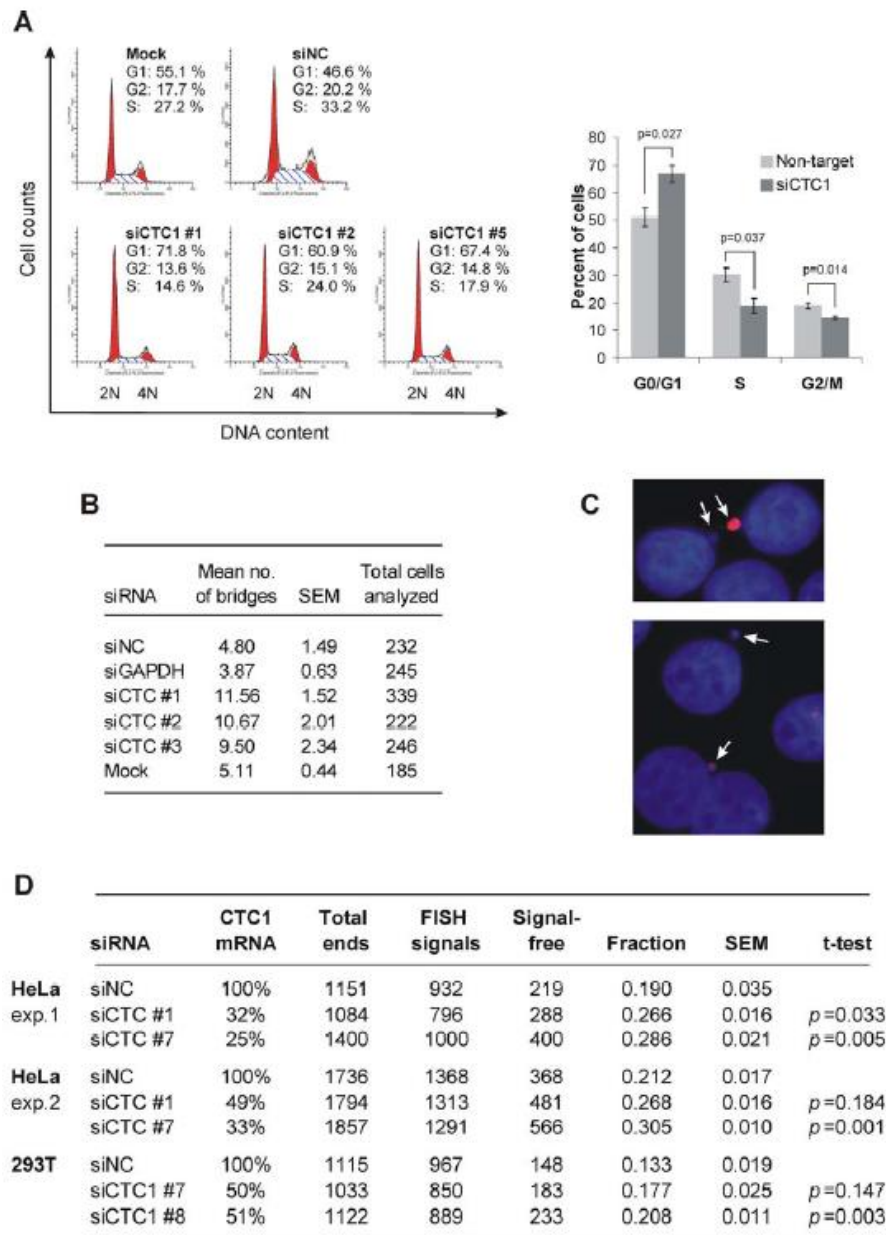 A
Mock
G1: 55.1 %
G2: 17.7 %
S: 27.2 %
siNC
G1: 46.6 %
G2: 20.2 %
S: 33.2 %
siCTC1 #1
G1: 71.8 %
G2: 13.6 %
S: 14.6 %
siCTC1 #2
G1: 60.9 %
G2: 15.1 %
S: 24.0 %
siCTC1 #5
G1: 67.4 %
G2: 14.8 %
S: 17.9 %
Cell counts
2N 4N 2N 4N 2N 4N
DNA content
Percent of cells
80
70
60
50
40
30
20
10
0
p=0.027
p=0.037
p=0.014
Non-target
siCTC1
G0/G1 S G2/M
B
siRNA Mean no. of bridges SEM Total cells analyzed
siNC 4.80 1.49 232
siGAPDH 3.87 0.63 245
siCTC #1 11.56 1.52 339
siCTC #2 10.67 2.01 222
siCTC #3 9.50 2.34 246
Mock 5.11 0.44 185
C
D
siRNA CTC1 mRNA Total ends FISH signals Signal-free Fraction SEM t-test
HeLa siNC 100% 1151 932 219 0.190 0.035
exp.1 siCTC #1 32% 1084 796 288 0.266 0.016 p=0.033
siCTC #7 25% 1400 1000 400 0.286 0.021 p=0.005
HeLa siNC 100% 1736 1368 368 0.212 0.017
exp.2 siCTC #1 49% 1794 1313 481 0.268 0.016 p=0.184
siCTC #7 33% 1857 1291 566 0.305 0.010 p=0.001
293T siNC 100% 1115 967 148 0.133 0.019
siCTC1 #7 50% 1033 850 183 0.177 0.025 p=0.147
siCTC1 #8 51% 1122 889 233 0.208 0.011 p=0.003